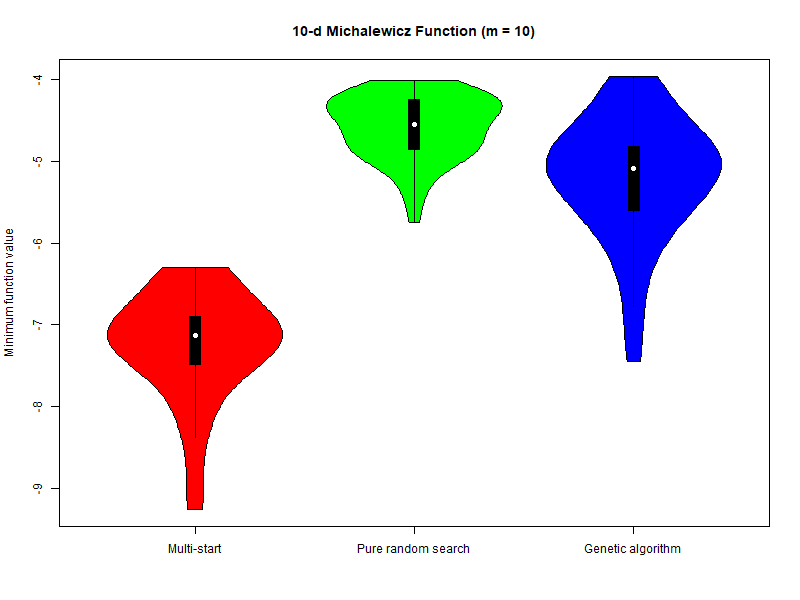 10-d Michalewicz Function (m = 10)
Minimum function value
-4
-5
-6
-7
-8
-9
Multi-start
Pure random search
Genetic algorithm